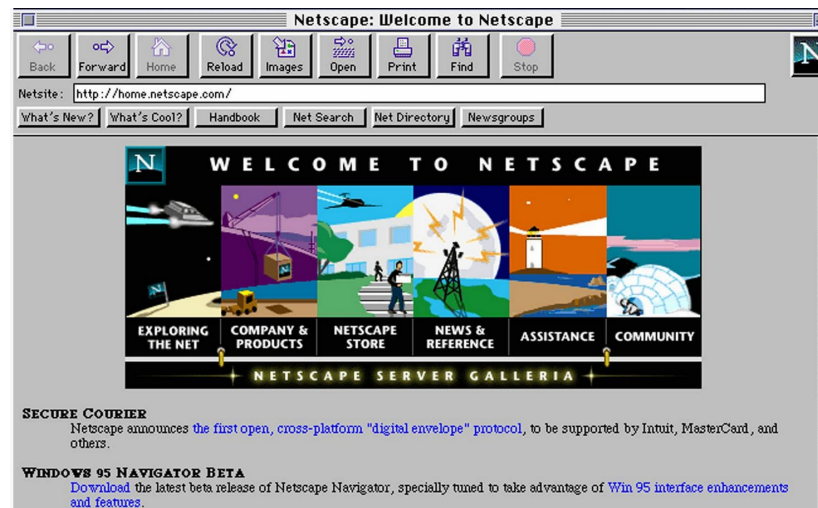 Netscape: Welcome to Netscape
Back Forward Home Reload Images Open Print Find Stop
N
Netsite: http://home.netscape.com/
What's New? What's Cool? Handbook Net Search Net Directory Newsgroups
N WELCOME TO NETSCAPE
N
N
EXPLORING COMPANY & NETSCAPE NEWS & ASSISTANCE COMMUNITY
THE NET PRODUCTS STORE REFERENCE
NETSCAPE SERVER GALLERIA
SECURE COURIER
Netscape announces the first open, cross-platform "digital envelope" protocol, to be supported by Intuit, MasterCard, and
others.
WINDOWS 95 NAVIGATOR BETA
Download the latest beta release of Netscape Navigator, specially tuned to take advantage of Win 95 interface enhancements
and features.